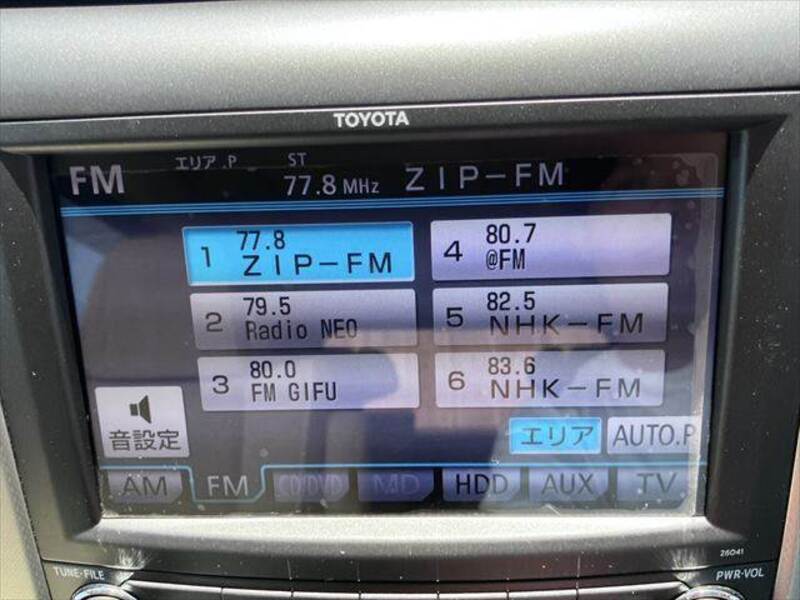 TOYOTA
FM エリア.P ST 77.8 MHz ZIP-FM
1 77.8 ZIP-FM
4 80.7 @FM
2 79.5 Radio NEO
5 82.5 NHK-FM
3 80.0 FM GIFU
6 83.6 NHK-FM
音設定
エリア AUTO.P
AM FM CD/DVD MD HDD AUX TV
26041
TUNE·FILE PWR·VOL